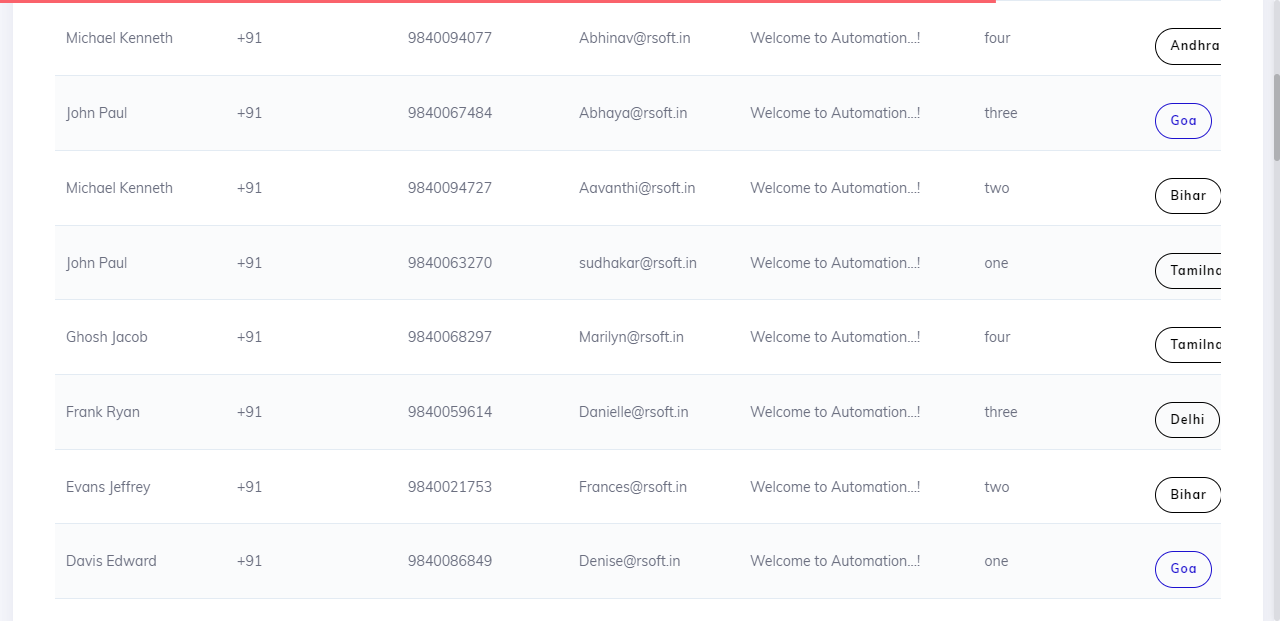 Michael Kenneth +91 9840094077 Abhinav@rsoft.in Welcome to Automation...! four Andhra
John Paul +91 9840067484 Abhaya@rsoft.in Welcome to Automation...! three Goa
Michael Kenneth +91 9840094727 Aavanthi@rsoft.in Welcome to Automation...! two Bihar
John Paul +91 9840063270 sudhakar@rsoft.in Welcome to Automation...! one Tamilna
Ghosh Jacob +91 9840068297 Marilyn@rsoft.in Welcome to Automation...! four Tamilna
Frank Ryan +91 9840059614 Danielle@rsoft.in Welcome to Automation...! three Delhi
Evans Jeffrey +91 9840021753 Frances@rsoft.in Welcome to Automation...! two Bihar
Davis Edward +91 9840086849 Denise@rsoft.in Welcome to Automation...! one Goa